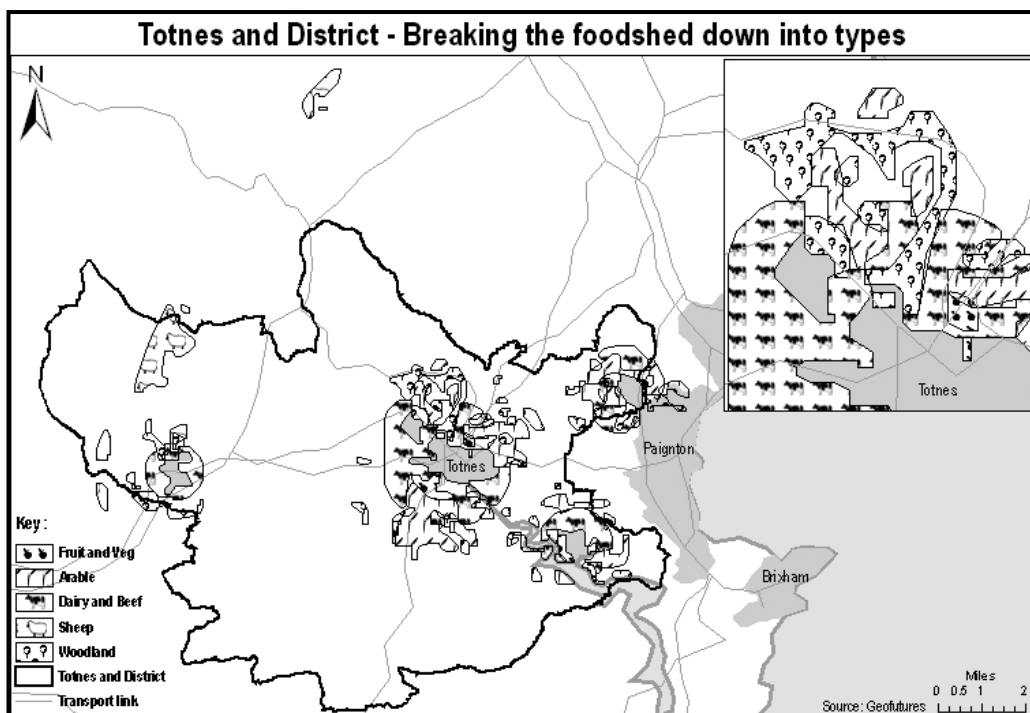 Totnes and District - Breaking the foodshed down into types
N
Totnes
Totnes
Paignton
Brixham
Key :
Fruit and Veg
Arable
Dairy and Beef
Sheep
Woodland
Totnes and District
Transport link
Miles
0 0.5 1 2
Source: Geofutures